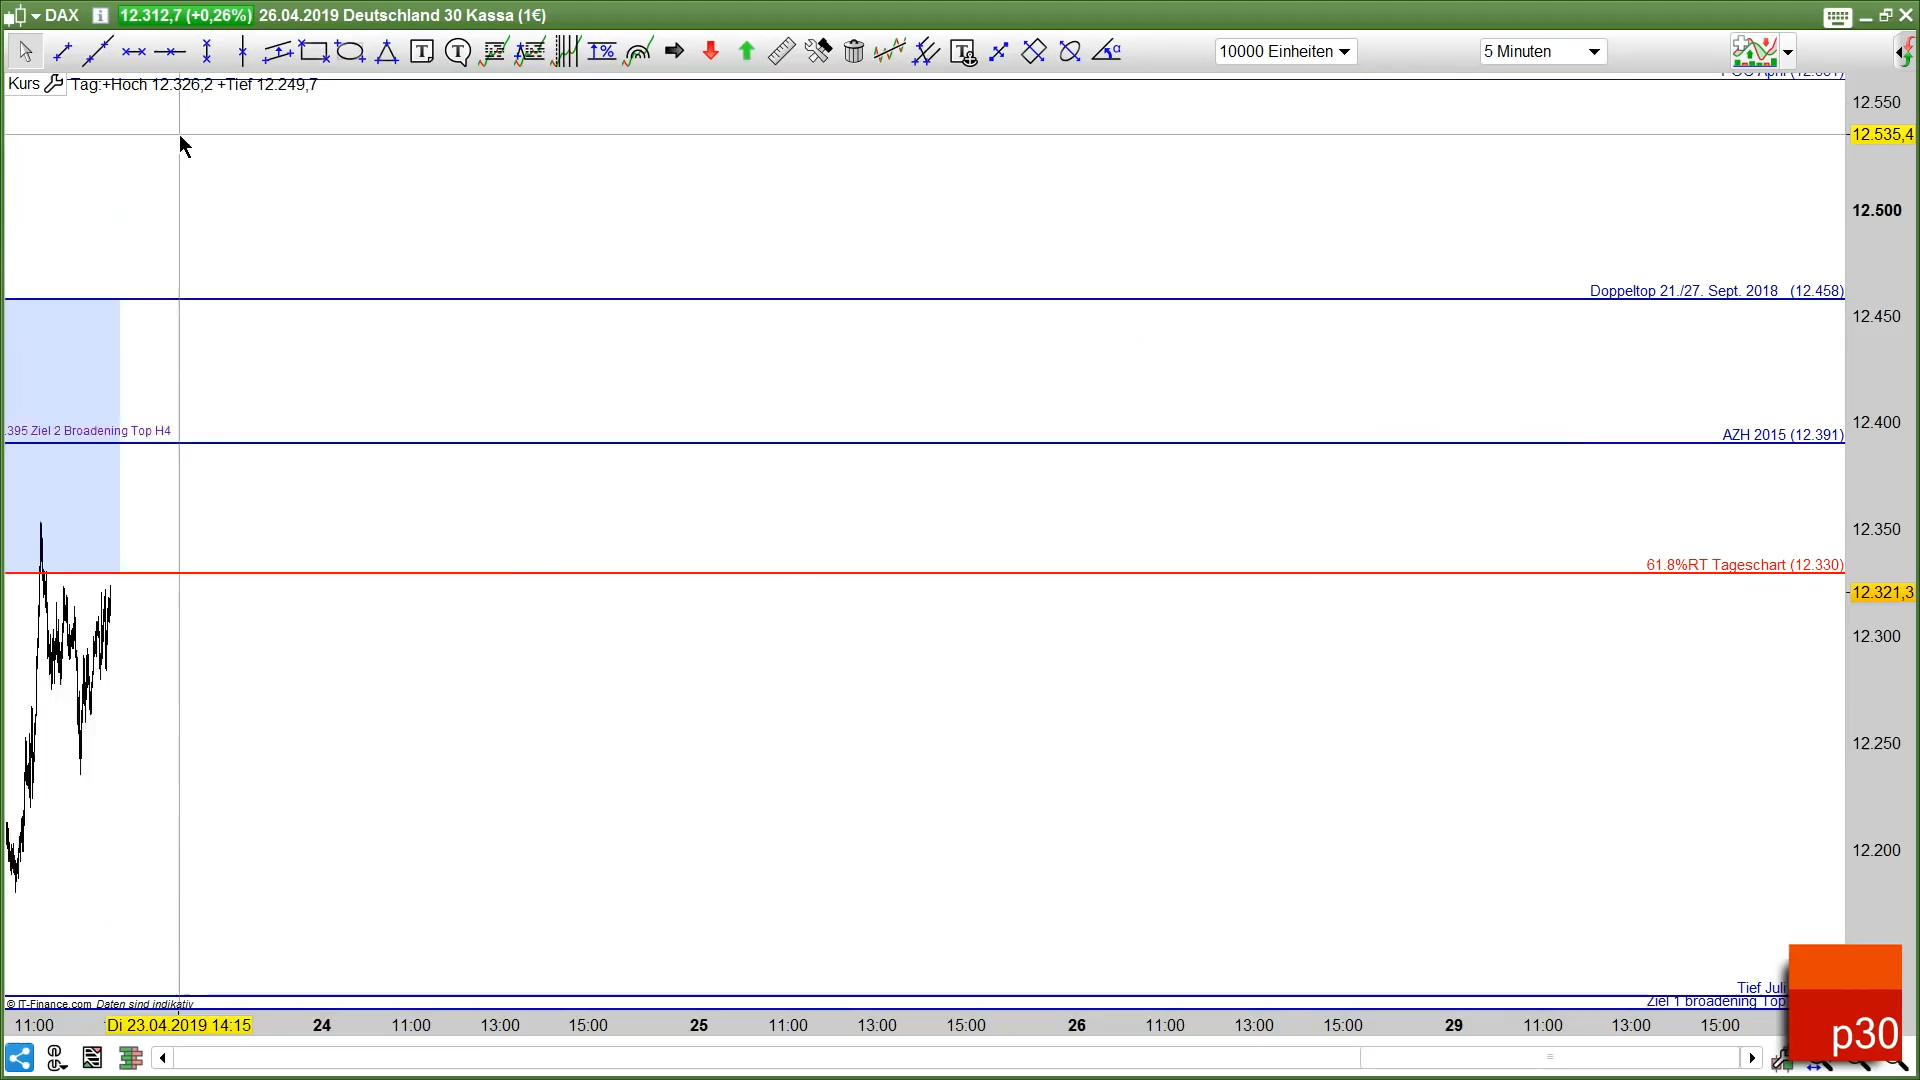 DAX 12.312,7 (+0,26%) 26.04.2019 Deutschland 30 Kassa (1€)
10000 Einheiten
5 Minuten
Kurs Tag:+Hoch 12.326,2 +Tief 12.249,7
12.550
12.535,4
12.500
Doppeltop 21./27. Sept. 2018 (12.458)
12.450
12.400
.395 Ziel 2 Broadening Top H4
AZH 2015 (12.391)
12.350
61.8%RT Tageschart (12.330)
12.321,3
12.300
12.250
12.200
Tief Juli
Ziel 1 broadening Top
© IT-Finance.com Daten sind indikativ
11:00 Di 23.04.2019 14:15 24 11:00 13:00 15:00 25 11:00 13:00 15:00 26 11:00 13:00 15:00 29 11:00 13:00 15:00
p30